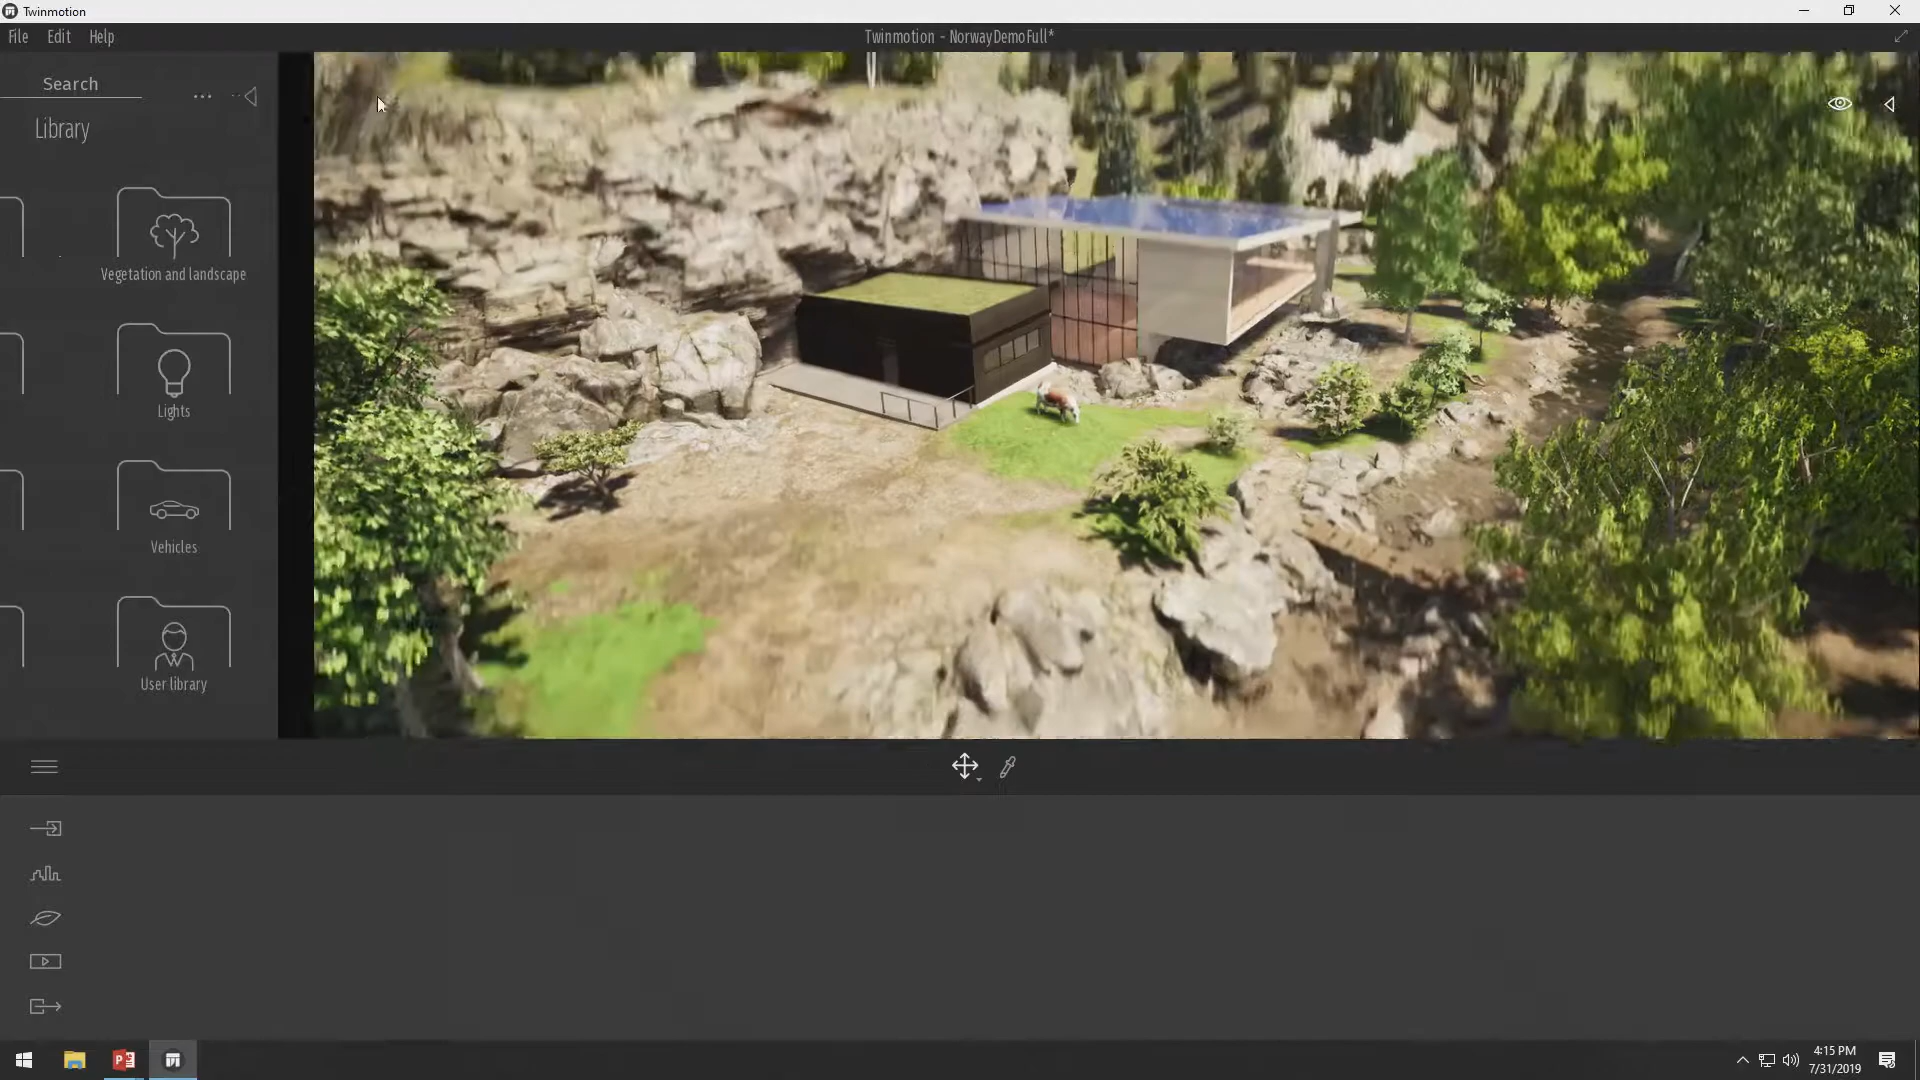 Twinmotion
File Edit Help
Twinmotion - NorwayDemoFull*
Search
Library
Vegetation and landscape
Lights
Vehicles
User library
4:15 PM
7/31/2019